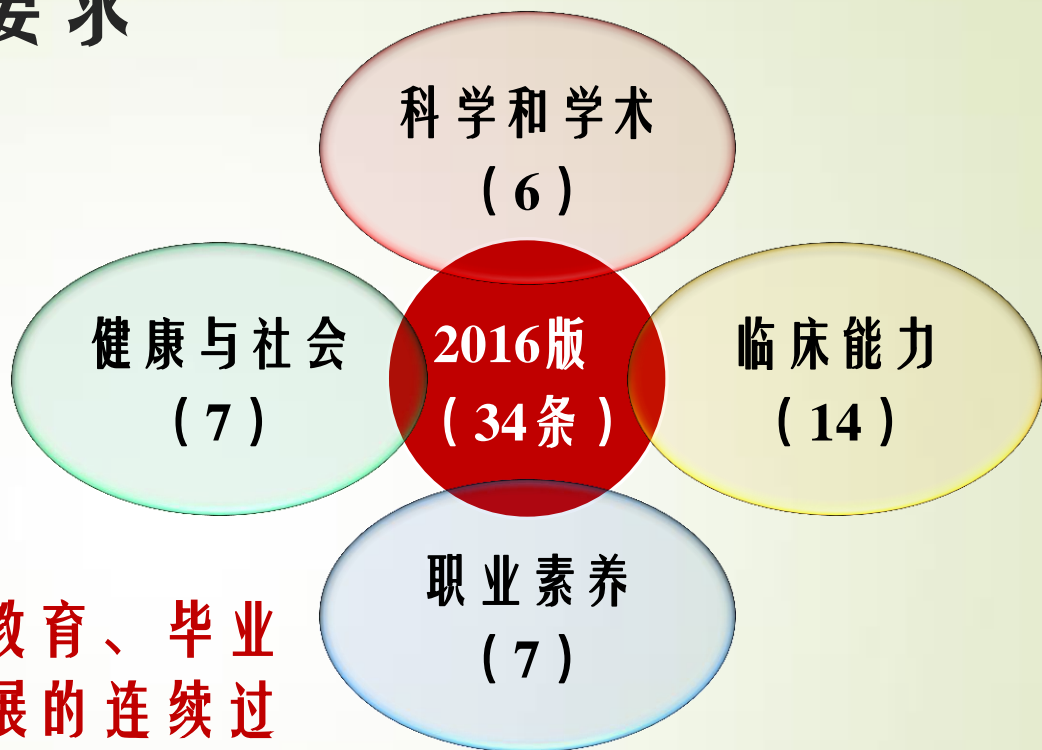 要求
科学和学术
（6）
健康与社会
（7）
2016版
（34条）
临床能力
（14）
职业素养
（7）
教育、毕业
展的连续过